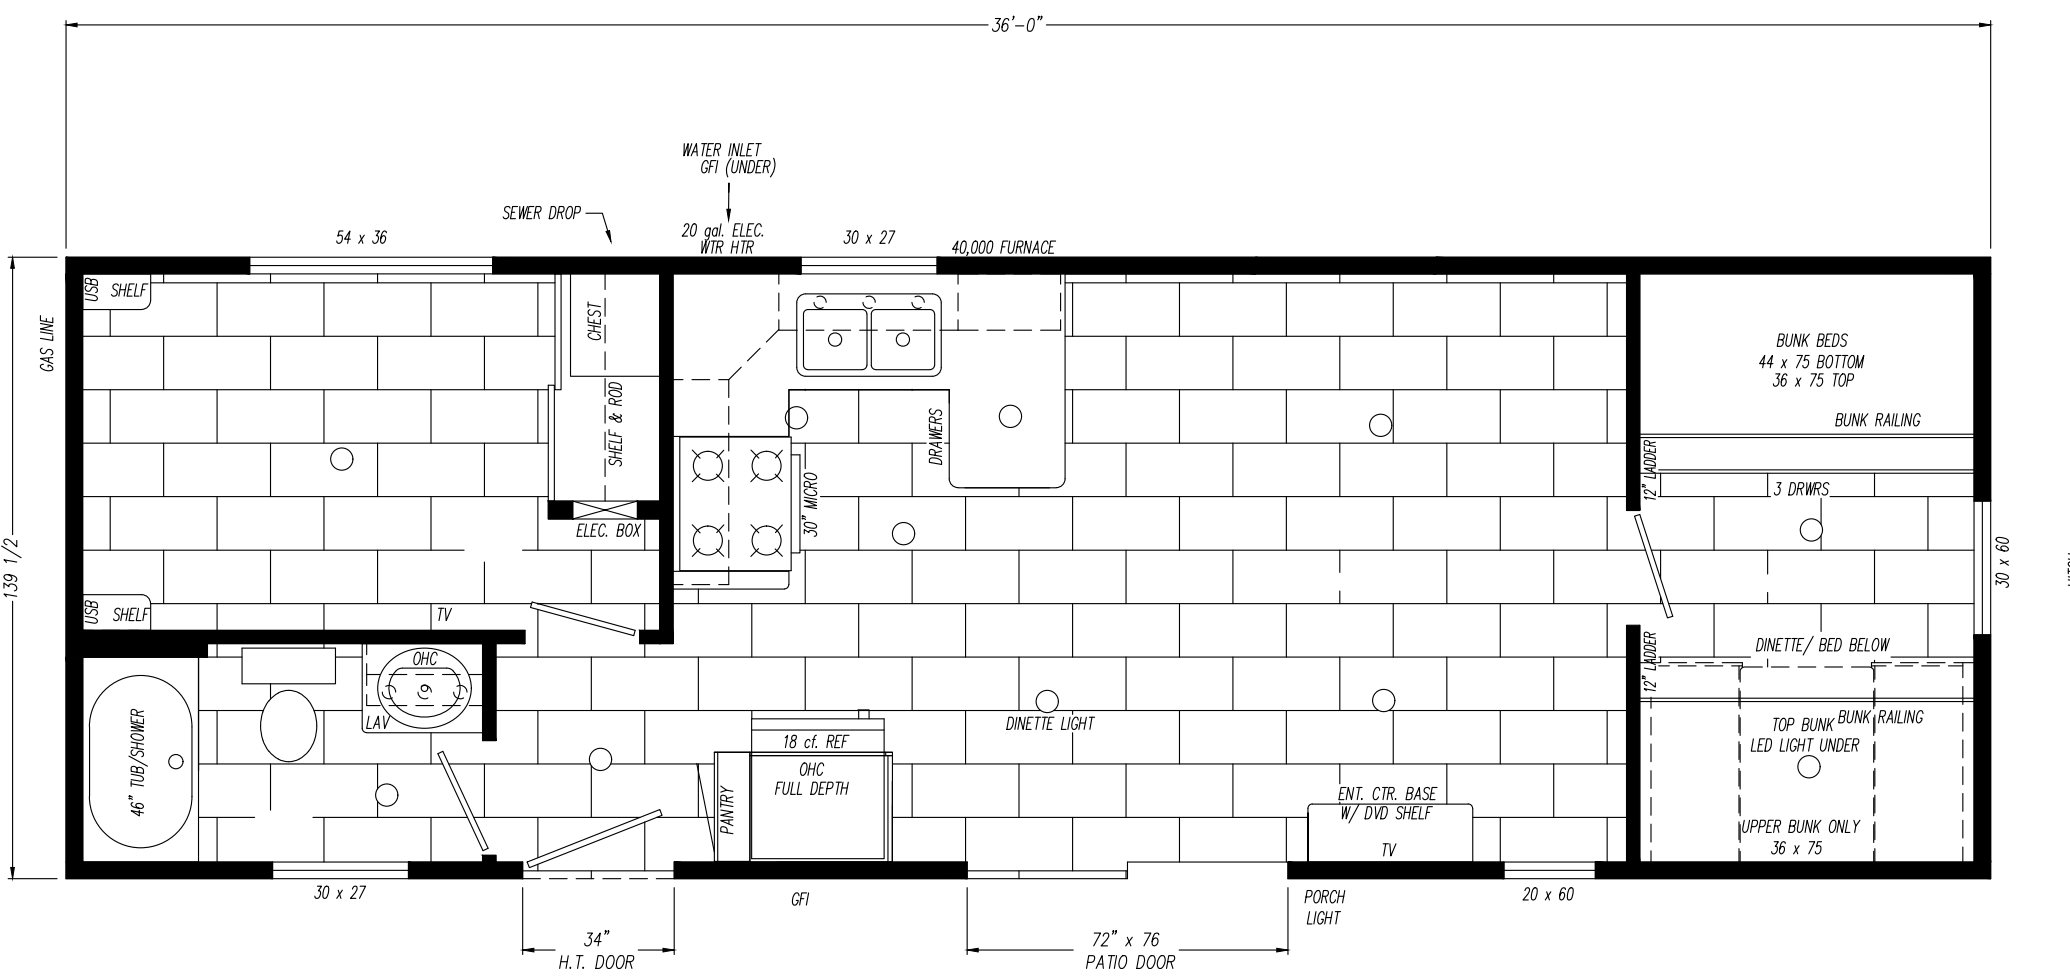 36'-0"
WATER INLET
GFI (UNDER)
SEWER DROP
20 gal. ELEC.
WTR HTR
54 x 36
30 x 27
40,000 FURNACE
GAS LINE
139 1/2
USB
SHELF
CHEST
SHELF & ROD
ELEC. BOX
USB
SHELF
TV
30" MICRO
DRAWERS
BUNK BEDS
44 x 75 BOTTOM
36 x 75 TOP
BUNK RAILING
12" LADDER
3 DRWRS
30 x 60
12" LADDER
DINETTE/ BED BELOW
BUNK RAILING
TOP BUNK
LED LIGHT UNDER
UPPER BUNK ONLY
36 x 75
OHC
LAV
46" TUB/SHOWER
DINETTE LIGHT
18 cf. REF
OHC
FULL DEPTH
PANTRY
ENT. CTR. BASE
W/ DVD SHELF
TV
30 x 27
GFI
PORCH
LIGHT
20 x 60
34"
H.T. DOOR
72" x 76
PATIO DOOR